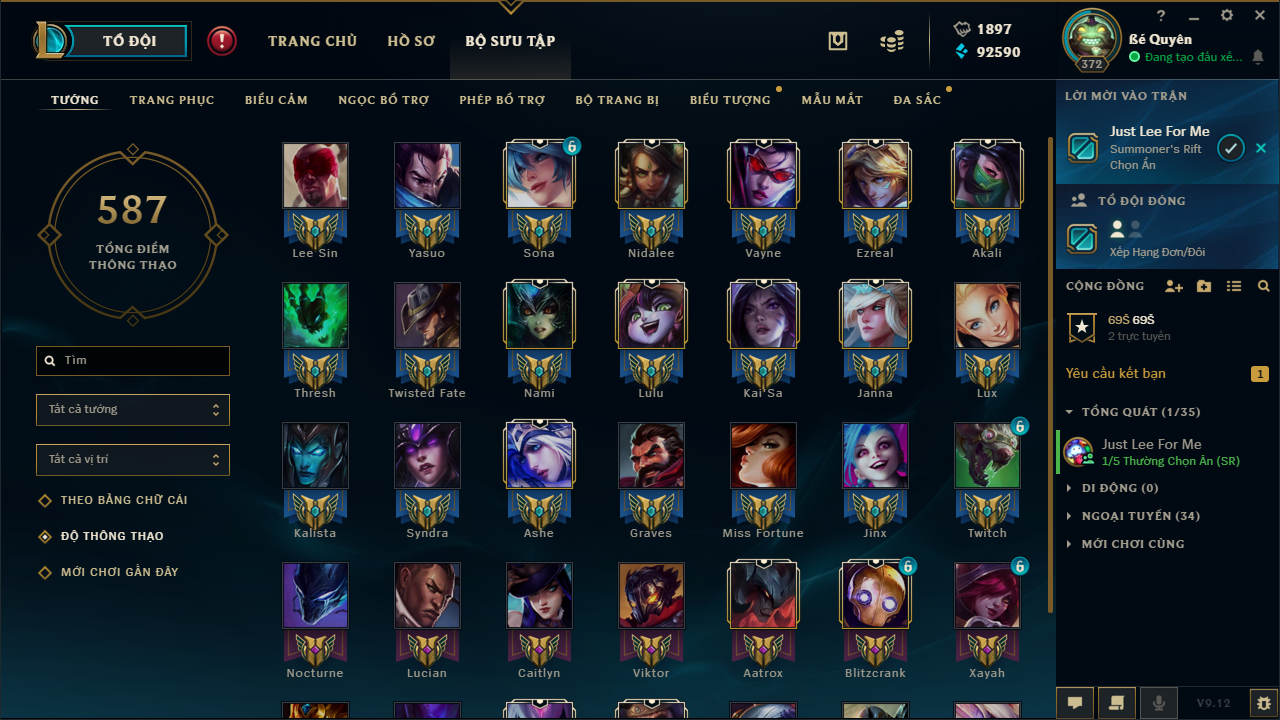 TỔ ĐỘI
TRANG CHỦ
HỒ SƠ
BỘ SƯU TẬP
1897
92590
372
?
ßé Quyên
Đang tạo đấu xế...
TƯỚNG
TRANG PHỤC
BIỂU CẢM
NGỌC BỔ TRỢ
PHÉP BỔ TRỢ
BỘ TRANG BỊ
BIỂU TƯỢNG
MẪU MẮT
ĐA SẮC
587
TỔNG ĐIỂM
THÔNG THẠO
Tìm
Tất cả tướng
Tất cả vị trí
THEO BẢNG CHỮ CÁI
ĐỘ THÔNG THẠO
MỚI CHƠI GẦN ĐÂY
6
Lee Sin
Yasuo
Sona
Nidalee
Vayne
Ezreal
Akali
Thresh
Twisted Fate
Nami
Lulu
Kai'Sa
Janna
Lux
6
Kalista
Syndra
Ashe
Graves
Miss Fortune
Jinx
Twitch
6
6
Nocturne
Lucian
Caitlyn
Viktor
Aatrox
Blitzcrank
Xayah
LỜI MỜI VÀO TRẬN
Just Lee For Me
Summoner's Rift
Chọn Ẩn
TỔ ĐỘI ĐÓNG
Xếp Hạng Đơn/Đôi
CỘNG ĐỒNG
69Š 69Š
2 trực tuyến
Yêu cầu kết bạn
1
TỔNG QUÁT (1/35)
Just Lee For Me
1/5 Thường Chọn Ẩn (SR)
DI ĐỘNG (0)
NGOẠI TUYẾN (34)
MỚI CHƠI CÙNG
V9.12